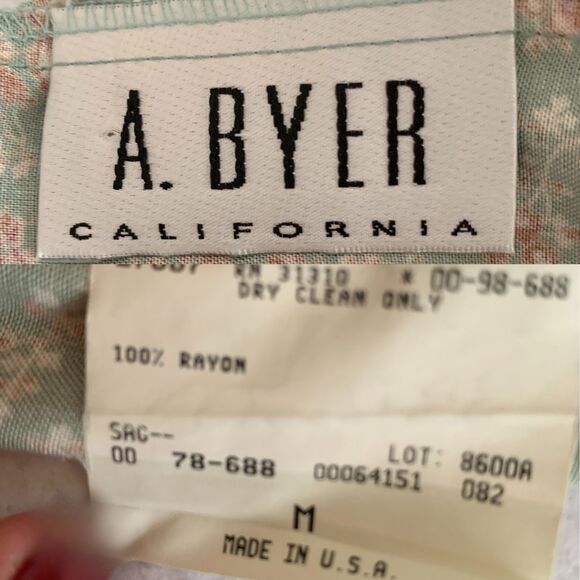 A. BYER
CALIFORNIA
RN 31310 * 00-98-688
DRY CLEAN ONLY
100% RAYON
SAC--
00 78-688 00064151 LOT: 8600A
082
M
MADE IN U.S.A.